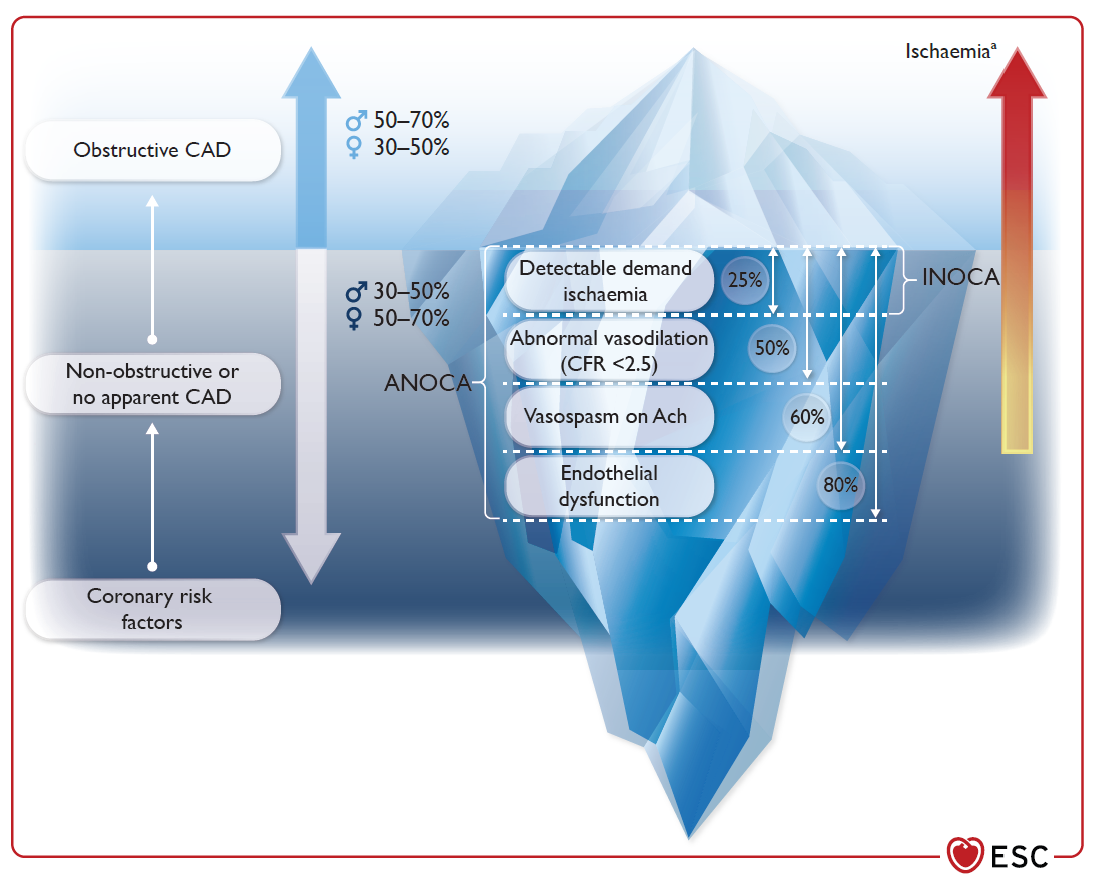 Ischaemiaa
Obstructive CAD
♂ 50–70%
♀ 30–50%
♂ 30–50%
♀ 50–70%
Non-obstructive or
no apparent CAD
Coronary risk
factors
ANOCA
INOCA
Detectable demand
ischaemia
25%
Abnormal vasodilation
(CFR <2.5)
50%
Vasospasm on Ach
60%
Endothelial
dysfunction
80%
ESC